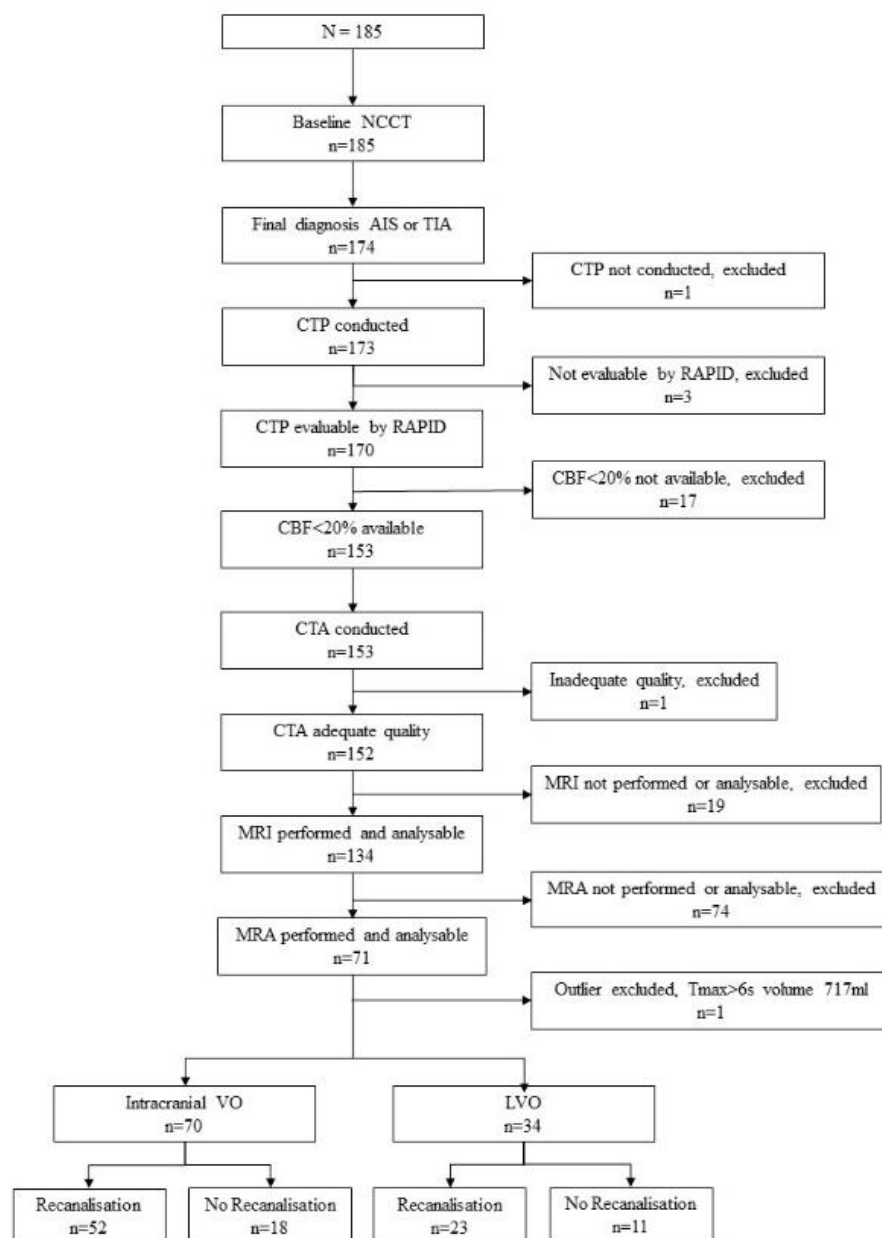 N = 185
Baseline NCCT
n=185
Final diagnosis AIS or TIA
n=174
CTP not conducted, excluded
n=1
CTP conducted
n=173
Not evaluable by RAPID, excluded
n=3
CTP evaluable by RAPID
n=170
CBF<20% not available, excluded
n=17
CBF<20% available
n=153
CTA conducted
n=153
Inadequate quality, excluded
n=1
CTA adequate quality
n=152
MRI not performed or analysable, excluded
n=19
MRI performed and analysable
n=134
MRA not performed or analysable, excluded
n=74
MRA performed and analysable
n=71
Outlier excluded, Tmax>6s volume 717ml
n=1
Intracranial VO
n=70
LVO
n=34
Recanalisation
n=52
No Recanalisation
n=18
Recanalisation
n=23
No Recanalisation
n=11